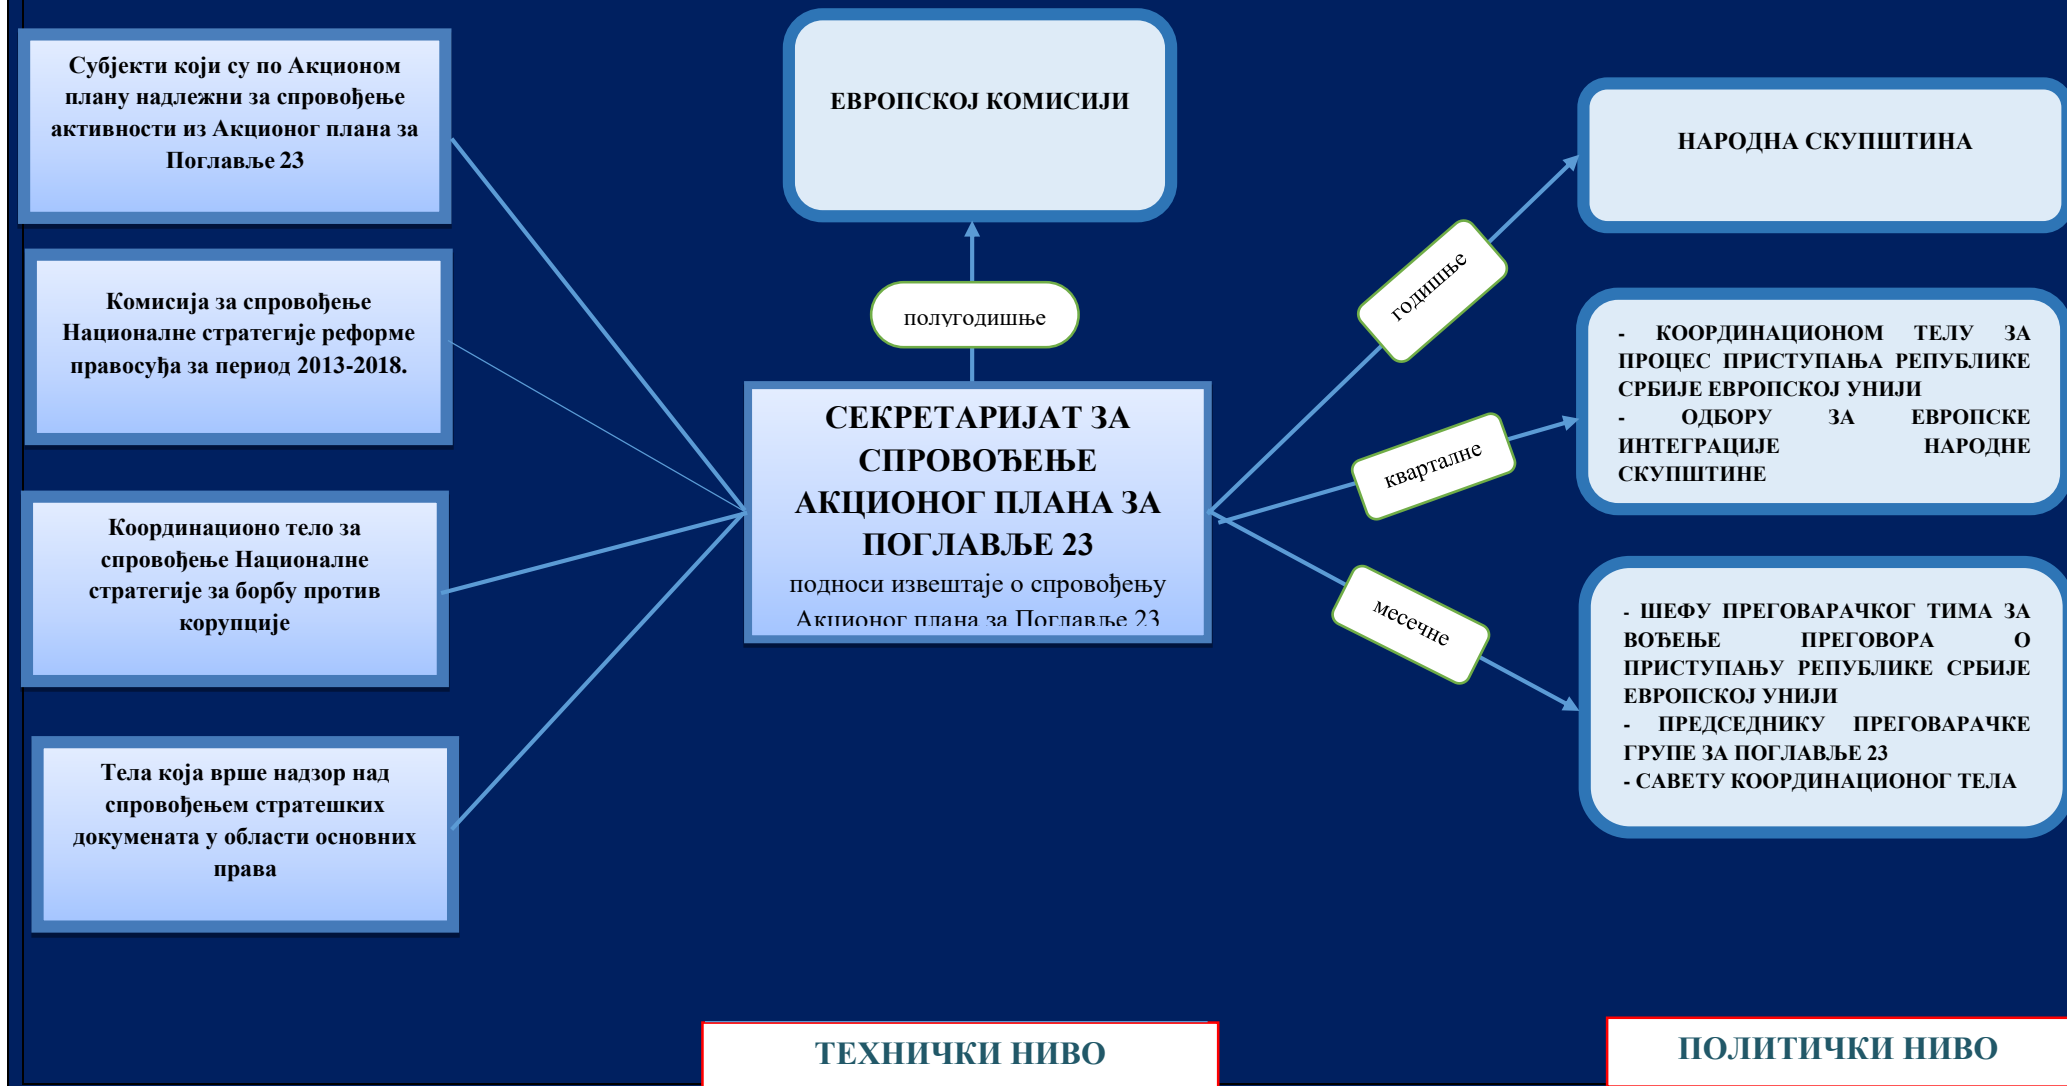 Субјекти који су по Акционом
плану надлежни за спровођење
активности из Акционог плана за
Поглавље 23
Комисија за спровођење
Националне стратегије реформе
правосуђа за период 2013-2018.
Координационо тело за
спровођење Националне
стратегије за борбу против
корупције
Тела која врше надзор над
спровођењем стратешких
докумената у области основних
права
ЕВРОПСКОЈ КОМИСИЈИ
полугодишње
СЕКРЕТАРИЈАТ ЗА
СПРОВОЂЕЊЕ
АКЦИОНОГ ПЛАНА ЗА
ПОГЛАВЉЕ 23
подноси извештаје о спровођењу
Акционог плана за Поглавље 23
годишње
квартално
месечне
НАРОДНА СКУПШТИНА
- КООРДИНАЦИОНОМ ТЕЛУ ЗА
ПРОЦЕС ПРИСТУПАЊА РЕПУБЛИКЕ
СРБИЈЕ ЕВРОПСКОЈ УНИЈИ
- ОДБОРУ ЗА ЕВРОПСКЕ
ИНТЕГРАЦИЈЕ НАРОДНЕ
СКУПШТИНЕ
- ШЕФУ ПРЕГОВАРАЧКОГ ТИМА ЗА
ВОЂЕЊЕ ПРЕГОВОРА О
ПРИСТУПАЊУ РЕПУБЛИКЕ СРБИЈЕ
ЕВРОПСКОЈ УНИЈИ
- ПРЕДСЕДНИКУ ПРЕГОВАРАЧКЕ
ГРУПЕ ЗА ПОГЛАВЉЕ 23
- САВЕТУ КООРДИНАЦИОНОГ ТЕЛА
ТЕХНИЧКИ НИВО
ПОЛИТИЧКИ НИВО